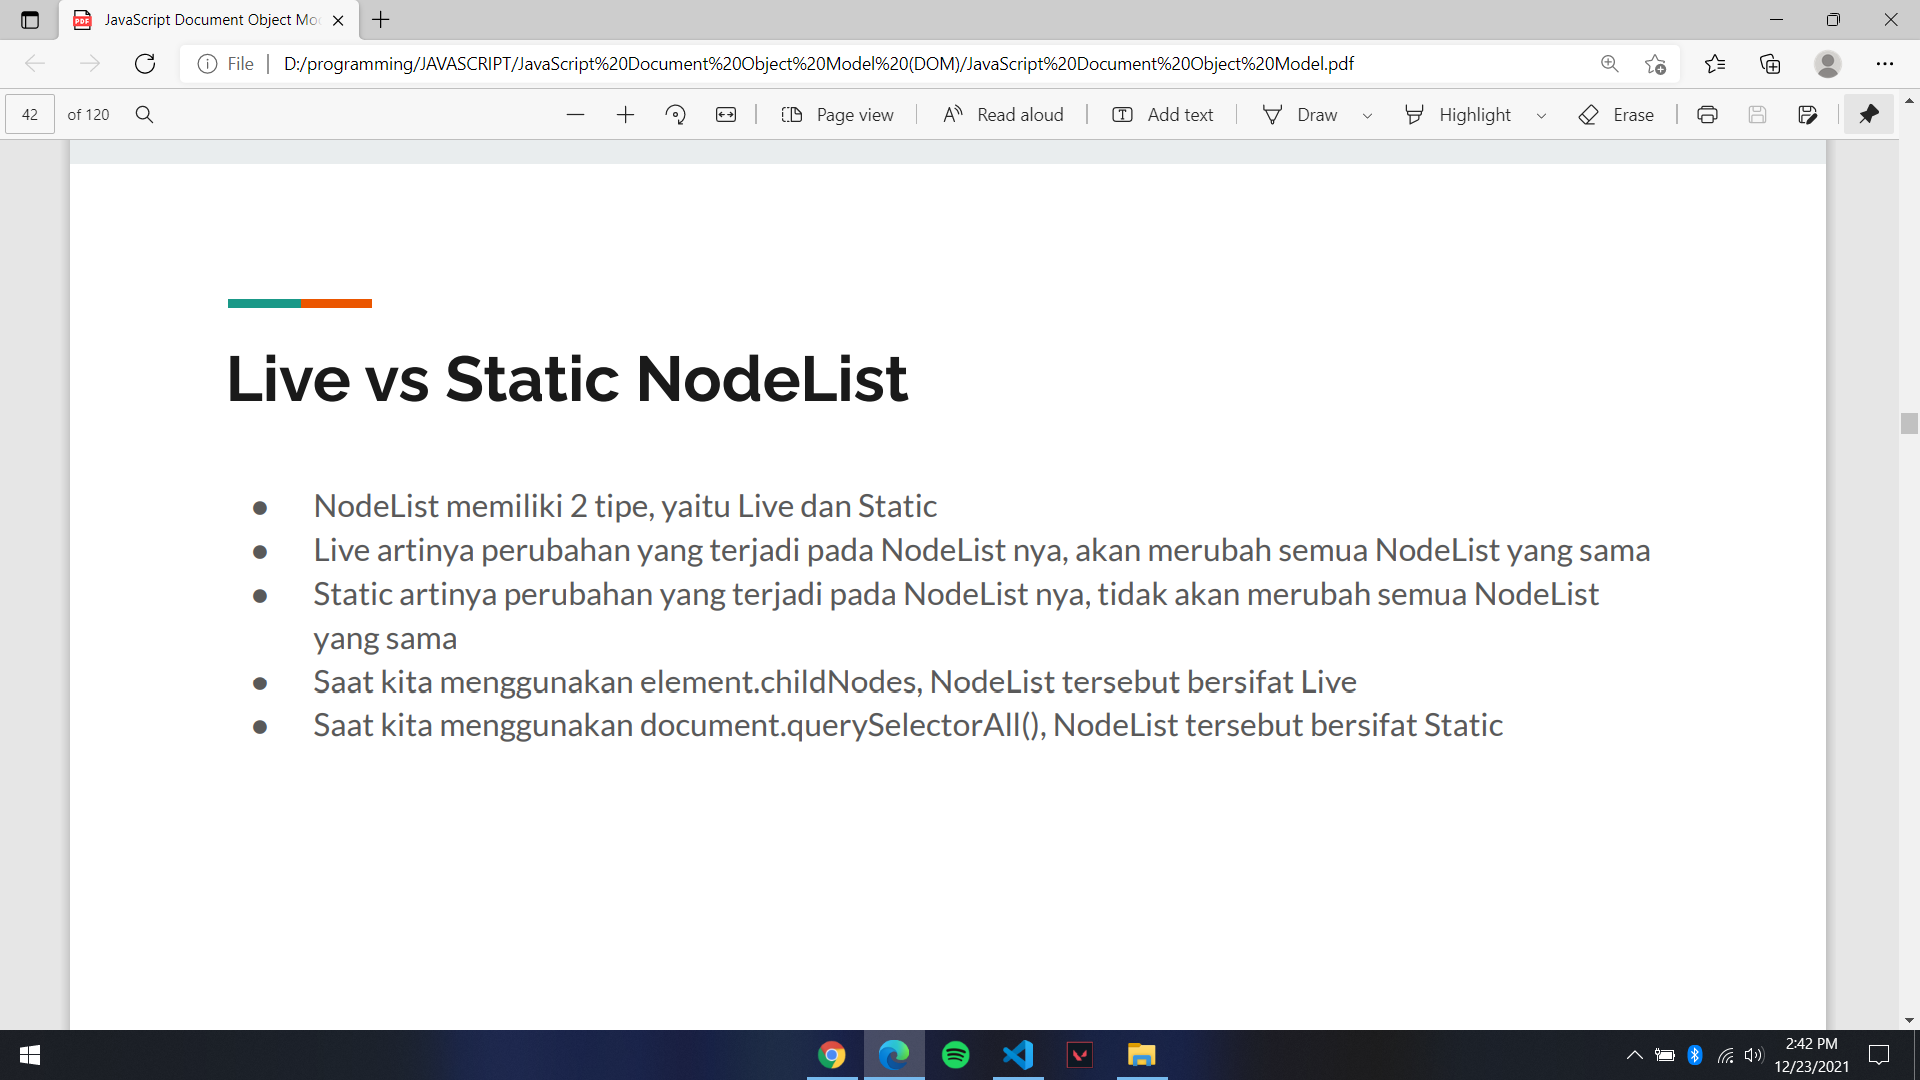 JavaScript Document Object Mo
File
D:/programming/JAVASCRIPT/JavaScript%20Document%20Object%20Model%20(DOM)/JavaScript%20Document%20Object%20Model.pdf
42 of 120
Page view
Read aloud
Add text
Draw
Highlight
Erase
Live vs Static NodeList
● NodeList memiliki 2 tipe, yaitu Live dan Static
● Live artinya perubahan yang terjadi pada NodeList nya, akan merubah semua NodeList yang sama
● Static artinya perubahan yang terjadi pada NodeList nya, tidak akan merubah semua NodeList
yang sama
● Saat kita menggunakan element.childNodes, NodeList tersebut bersifat Live
● Saat kita menggunakan document.querySelectorAll(), NodeList tersebut bersifat Static
2:42 PM
12/23/2021